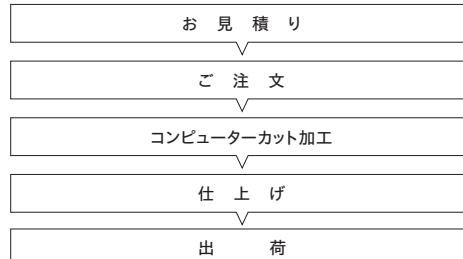 お見積り
ご注文
コンピューターカット加工
仕上げ
出荷